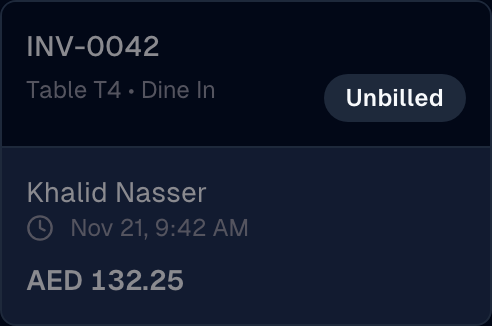 INV-0042
Table T4 • Dine In
Unbilled
Khalid Nasser
Nov 21, 9:42 AM
AED 132.25